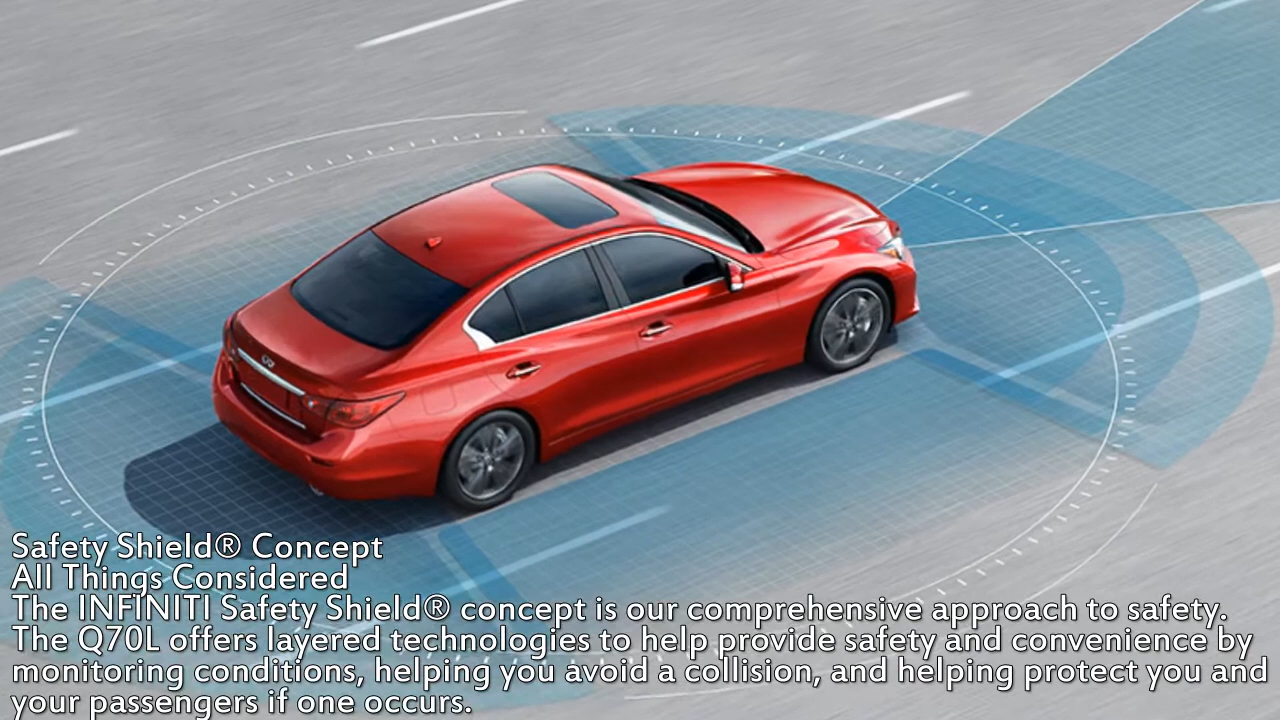 Safety Shield® Concept
All Things Considered
The INFINITI Safety Shield® concept is our comprehensive approach to safety.
The Q70L offers layered technologies to help provide safety and convenience by
monitoring conditions, helping you avoid a collision, and helping protect you and
your passengers if one occurs.